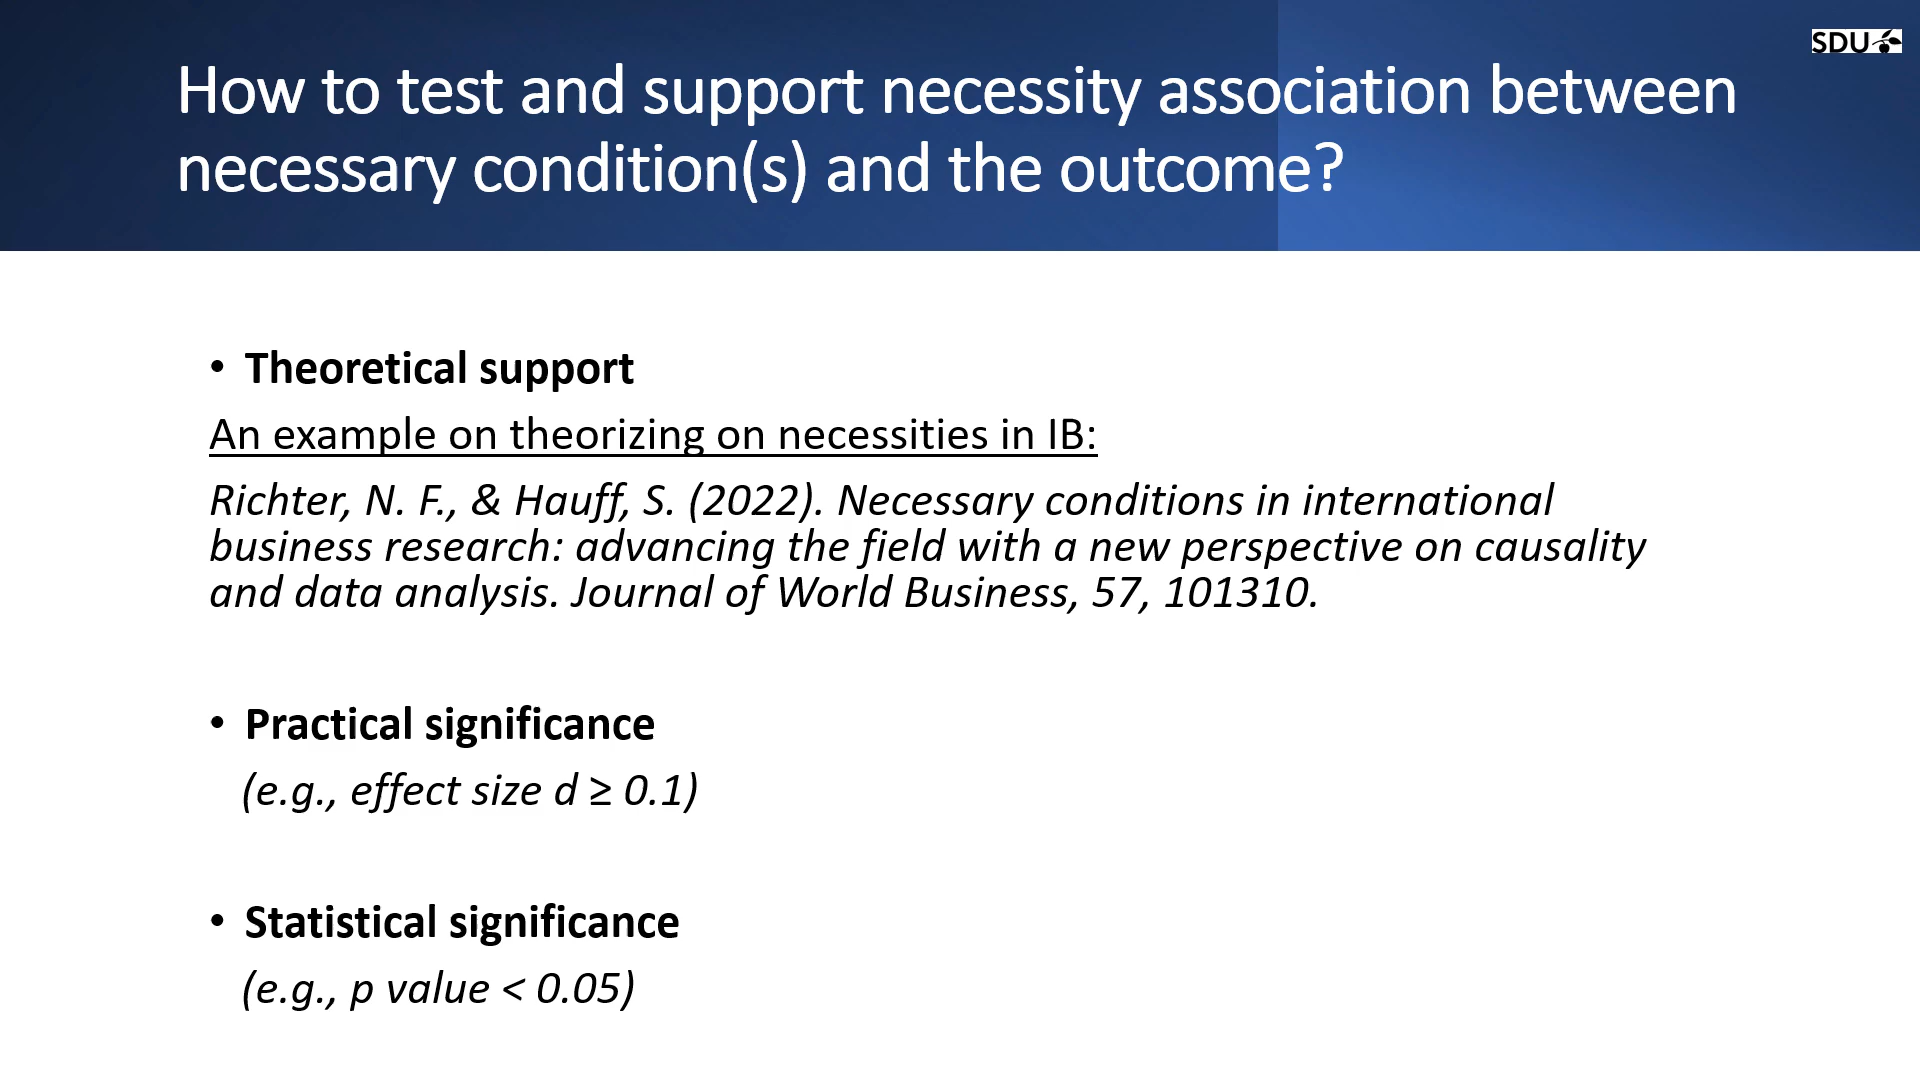 SDU
How to test and support necessity association between
necessary condition(s) and the outcome?
• Theoretical support
An example on theorizing on necessities in IB:
Richter, N. F., & Hauff, S. (2022). Necessary conditions in international
business research: advancing the field with a new perspective on causality
and data analysis. Journal of World Business, 57, 101310.
• Practical significance
(e.g., effect size d ≥ 0.1)
• Statistical significance
(e.g., p value < 0.05)